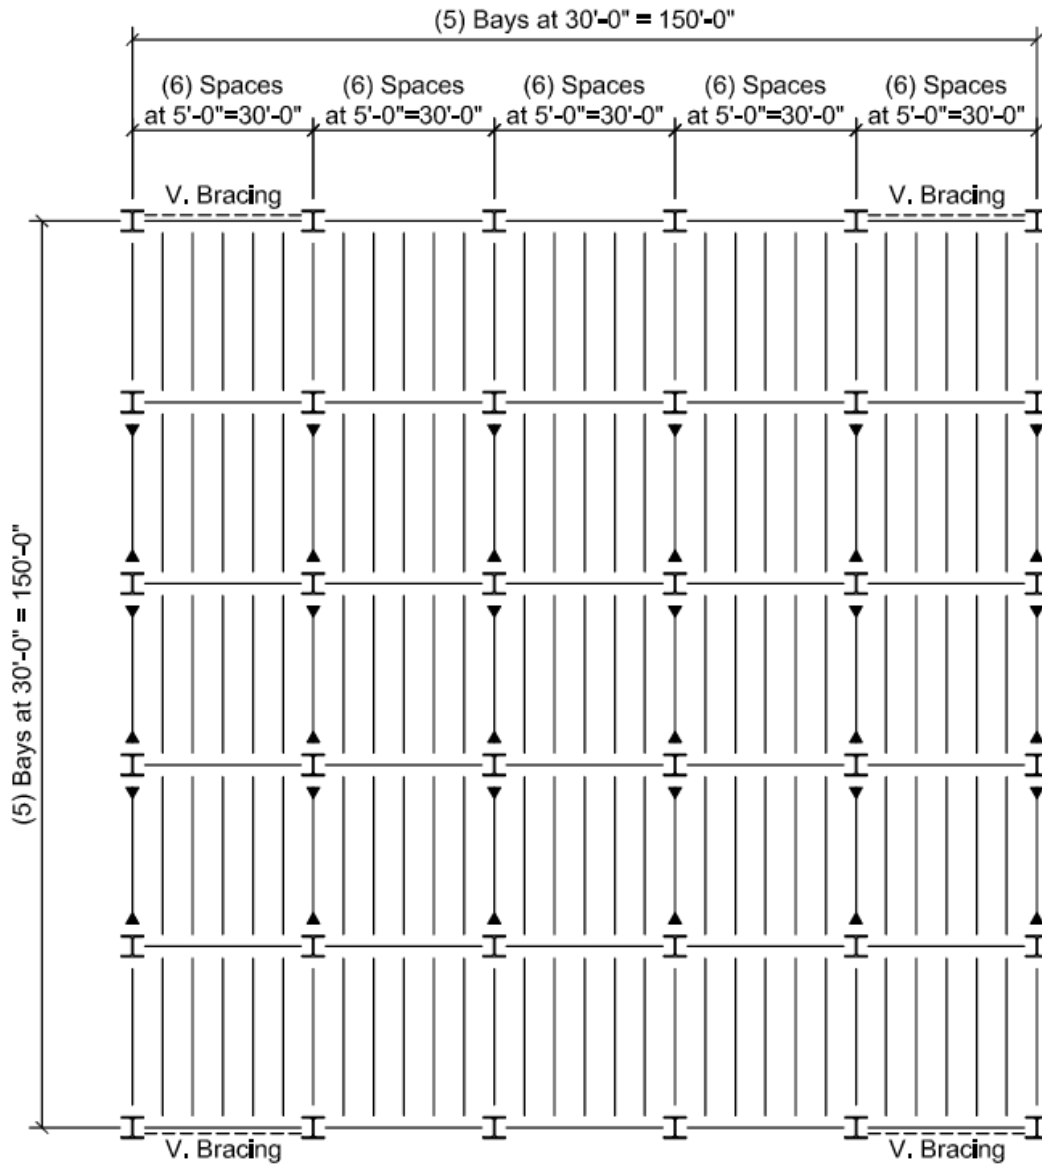 (5) Bays at 30'-0" = 150'-0"
(6) Spaces
at 5'-0"=30'-0"
(6) Spaces
at 5'-0"=30'-0"
(6) Spaces
at 5'-0"=30'-0"
(6) Spaces
at 5'-0"=30'-0"
(6) Spaces
at 5'-0"=30'-0"
V. Bracing
V. Bracing
(5) Bays at 30'-0" = 150'-0"
V. Bracing
V. Bracing